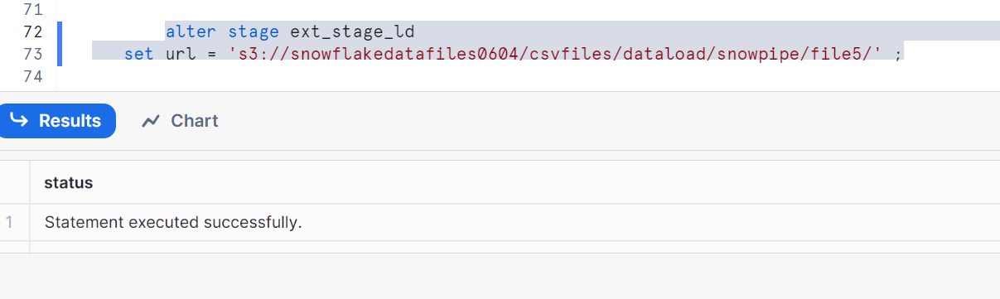 71
72 alter stage ext_stage_ld
73 set url = 's3://snowflakedatafiles0604/csvfiles/dataload/snowpipe/file5/' ;
74
Results Chart
status
1 Statement executed successfully.